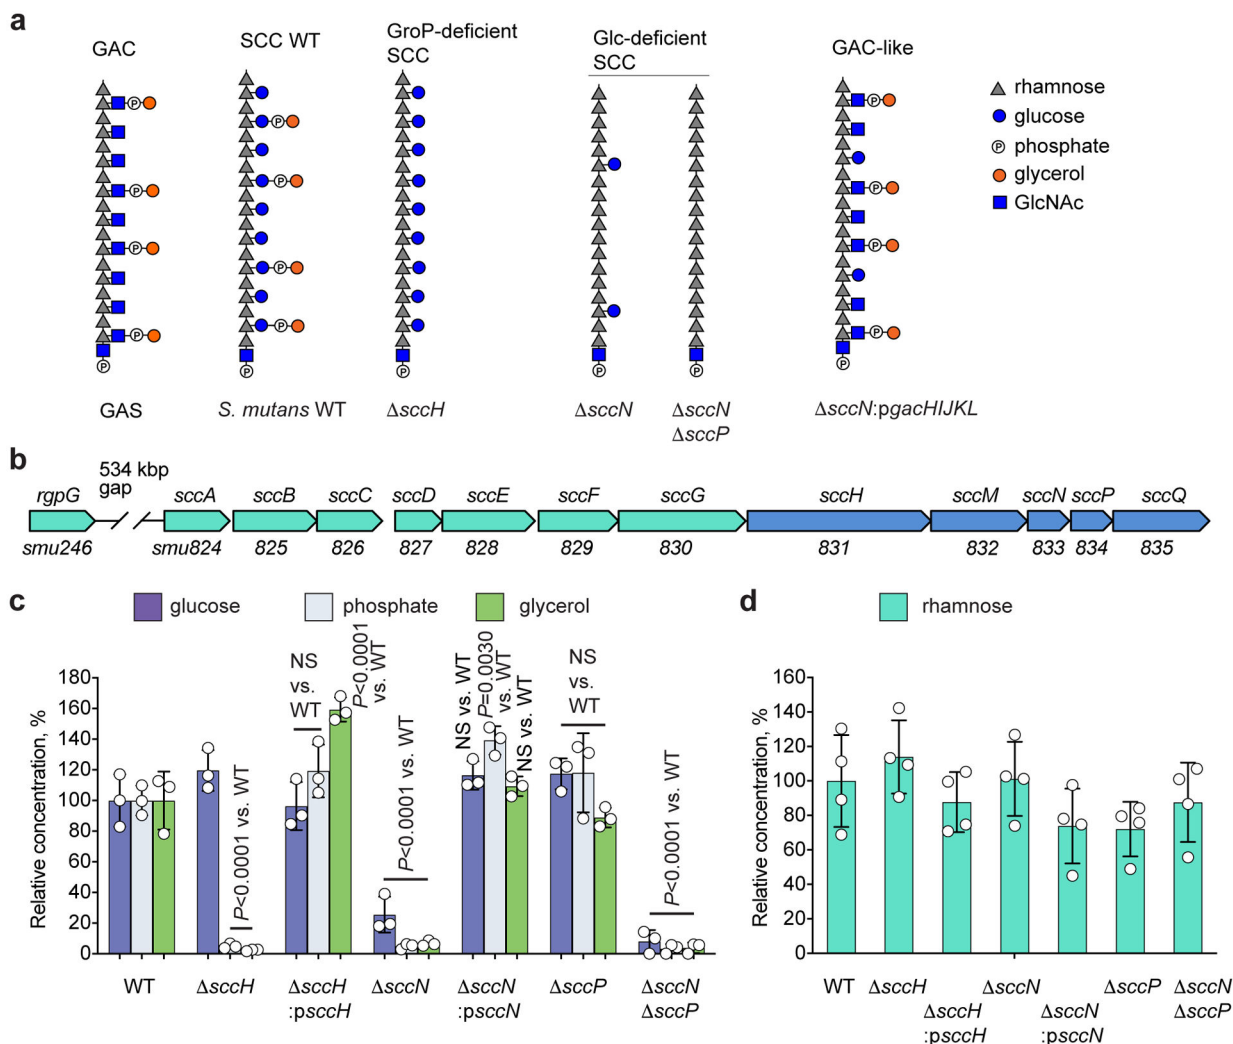 a
GAC
SCC WT
GroP-deficient
SCC
Glc-deficient
SCC
GAC-like
rhamnose
glucose
P phosphate
glycerol
GlcNAc
GAS
S. mutans WT
ΔsccH
ΔsccN
ΔsccN
ΔsccP
ΔsccN:pgacHIJKL
b
534 kbp
gap
rgpG
sccA
sccB
sccC
sccD
sccE
sccF
sccG
sccH
sccM
sccN
sccP
sccQ
smu246
smu824
825
826
827
828
829
830
831
832
833
834
835
c
glucose
phosphate
glycerol
Relative concentration, %
180
160
140
120
100
80
60
40
20
0
P<0.0001 vs. WT
NS
vs.
WT
P<0.0001
vs. WT
P<0.0001 vs. WT
NS vs. WT
P=0.0030
vs. WT
NS vs. WT
NS
vs.
WT
P<0.0001 vs. WT
WT
ΔsccH
ΔsccH
:psccH
ΔsccN
ΔsccN
:psccN
ΔsccP
ΔsccN
ΔsccP
d
rhamnose
Relative concentration, %
160
140
120
100
80
60
40
20
0
WT
ΔsccH
ΔsccH
:psccH
ΔsccN
ΔsccN
:psccN
ΔsccP
ΔsccN
ΔsccP